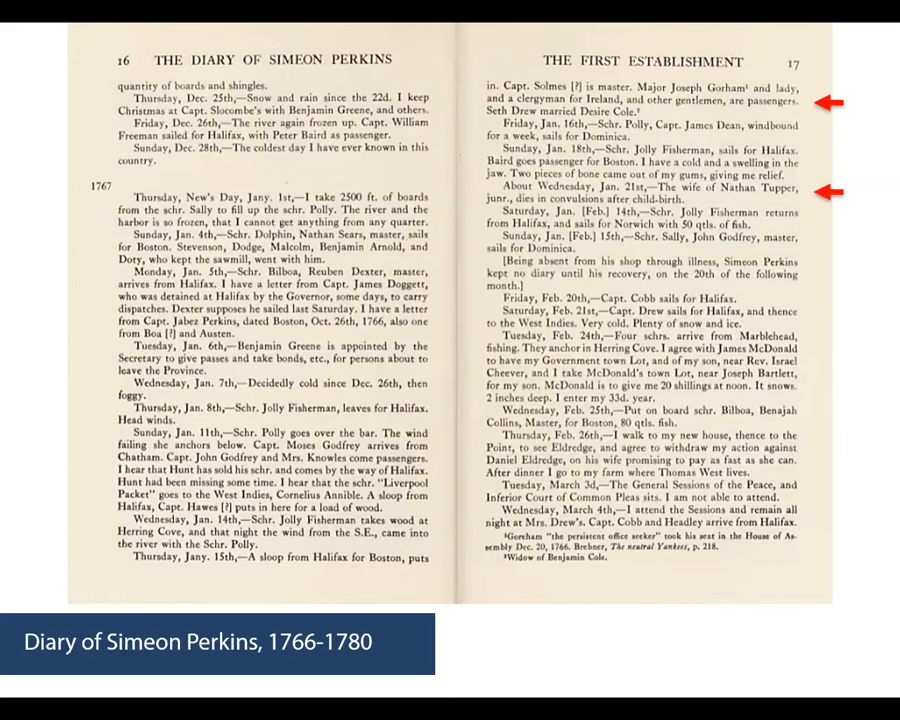 16 THE DIARY OF SIMEON PERKINS
quantity of boards and shingles.
Thursday, Dec. 25th,—Snow and rain since the 22d. I keep
Christmas at Capt. Slocombe's with Benjamin Greene, and others.
Friday, Dec. 26th,—The river again frozen up. Capt. William
Freeman sailed for Halifax, with Peter Baird as passenger.
Sunday, Dec. 28th,—The coldest day I have ever known in this
country.
1767
Thursday, New's Day, Jany. 1st,—I take 2500 ft. of boards
from the schr. Sally to fill up the schr. Polly. The river and the
harbor is so frozen, that I cannot get anything from any quarter.
Sunday, Jan. 4th,—Schr. Dolphin, Nathan Sears, master, sails
for Boston. Stevenson, Dodge, Malcolm, Benjamin Arnold, and
Doty, who kept the sawmill, went with him.
Monday, Jan. 5th,—Schr. Bilboa, Reuben Dexter, master,
arrives from Halifax. I have a letter from Capt. James Doggett,
who was detained at Halifax by the Governor, some days, to carry
dispatches. Dexter supposes he sailed last Saturday. I have a letter
from Capt. Jabez Perkins, dated Boston, Oct. 26th, 1766, also one
from Boa [?] and Austen.
Tuesday, Jan. 6th,—Benjamin Greene is appointed by the
Secretary to give passes and take bonds, etc., for persons about to
leave the Province.
Wednesday, Jan. 7th,—Decidedly cold since Dec. 26th, then
foggy.
Thursday, Jan. 8th,—Schr. Jolly Fisherman, leaves for Halifax.
Head winds.
Sunday, Jan. 11th,—Schr. Polly goes over the bar. The wind
failing she anchors below. Capt. Moses Godfrey arrives from
Chatham. Capt. John Godfrey and Mrs. Knowles come passengers.
I hear that Hunt has sold his schr. and comes by the way of Halifax.
Hunt had been missing some time. I hear that the schr. "Liverpool
Packet" goes to the West Indies, Cornelius Annible. A sloop from
Halifax, Capt. Hawes [?] puts in here for a load of wood.
Wednesday, Jan. 14th,—Schr. Jolly Fisherman takes wood at
Herring Cove, and that night the wind from the S.E., came into
the river with the Schr. Polly.
Thursday, Jany. 15th,—A sloop from Halifax for Boston, puts
THE FIRST ESTABLISHMENT 17
in. Capt. Solmes [?] is master. Major Joseph Gorham¹ and lady,
and a clergyman for Ireland, and other gentlemen, are passengers.
Seth Drew married Desire Cole.²
Friday, Jan. 16th,—Schr. Polly, Capt. James Dean, windbound
for a week, sails for Dominica.
Sunday, Jan. 18th,—Schr. Jolly Fisherman, sails for Halifax.
Baird goes passenger for Boston. I have a cold and a swelling in the
jaw. Two pieces of bone came out of my gums, giving me relief.
About Wednesday, Jan. 21st,—The wife of Nathan Tupper,
junr., dies in convulsions after child-birth.
Saturday, Jan. [Feb.] 14th,—Schr. Jolly Fisherman returns
from Halifax, and sails for Norwich with 50 qtls. of fish.
Sunday, Jan. [Feb.] 15th,—Schr. Sally, John Godfrey, master,
sails for Dominica.
[Being absent from his shop through illness, Simeon Perkins
kept no diary until his recovery, on the 20th of the following
month.]
Friday, Feb. 20th,—Capt. Cobb sails for Halifax.
Saturday, Feb. 21st,—Capt. Drew sails for Halifax, and thence
to the West Indies. Very cold. Plenty of snow and ice.
Tuesday, Feb. 24th,—Four schrs. arrive from Marblehead,
fishing. They anchor in Herring Cove. I agree with James McDonald
to have my Government town Lot, and of my son, near Rev. Israel
Cheever, and I take McDonald's town Lot, near Joseph Bartlett,
for my son. McDonald is to give me 20 shillings at noon. It snows.
2 inches deep. I enter my 33d. year.
Wednesday, Feb. 25th,—Put on board schr. Bilboa, Benajah
Collins, Master, for Boston, 80 qtls. fish.
Thursday, Feb. 26th,—I walk to my new house, thence to the
Point, to see Eldredge, and agree to withdraw my action against
Daniel Eldredge, on his wife promising to pay as fast as she can.
After dinner I go to my farm where Thomas West lives.
Tuesday, March 3d,—The General Sessions of the Peace, and
Inferior Court of Common Pleas sits. I am not able to attend.
Wednesday, March 4th,—I attend the Sessions and remain all
night at Mrs. Drew's. Capt. Cobb and Headley arrive from Halifax.
¹Goreham "the persistent office seeker" took his seat in the House of As-
sembly Dec. 20, 1766. Brebner, The neutral Yankees, p. 218.
²Widow of Benjamin Cole.
Diary of Simeon Perkins, 1766-1780